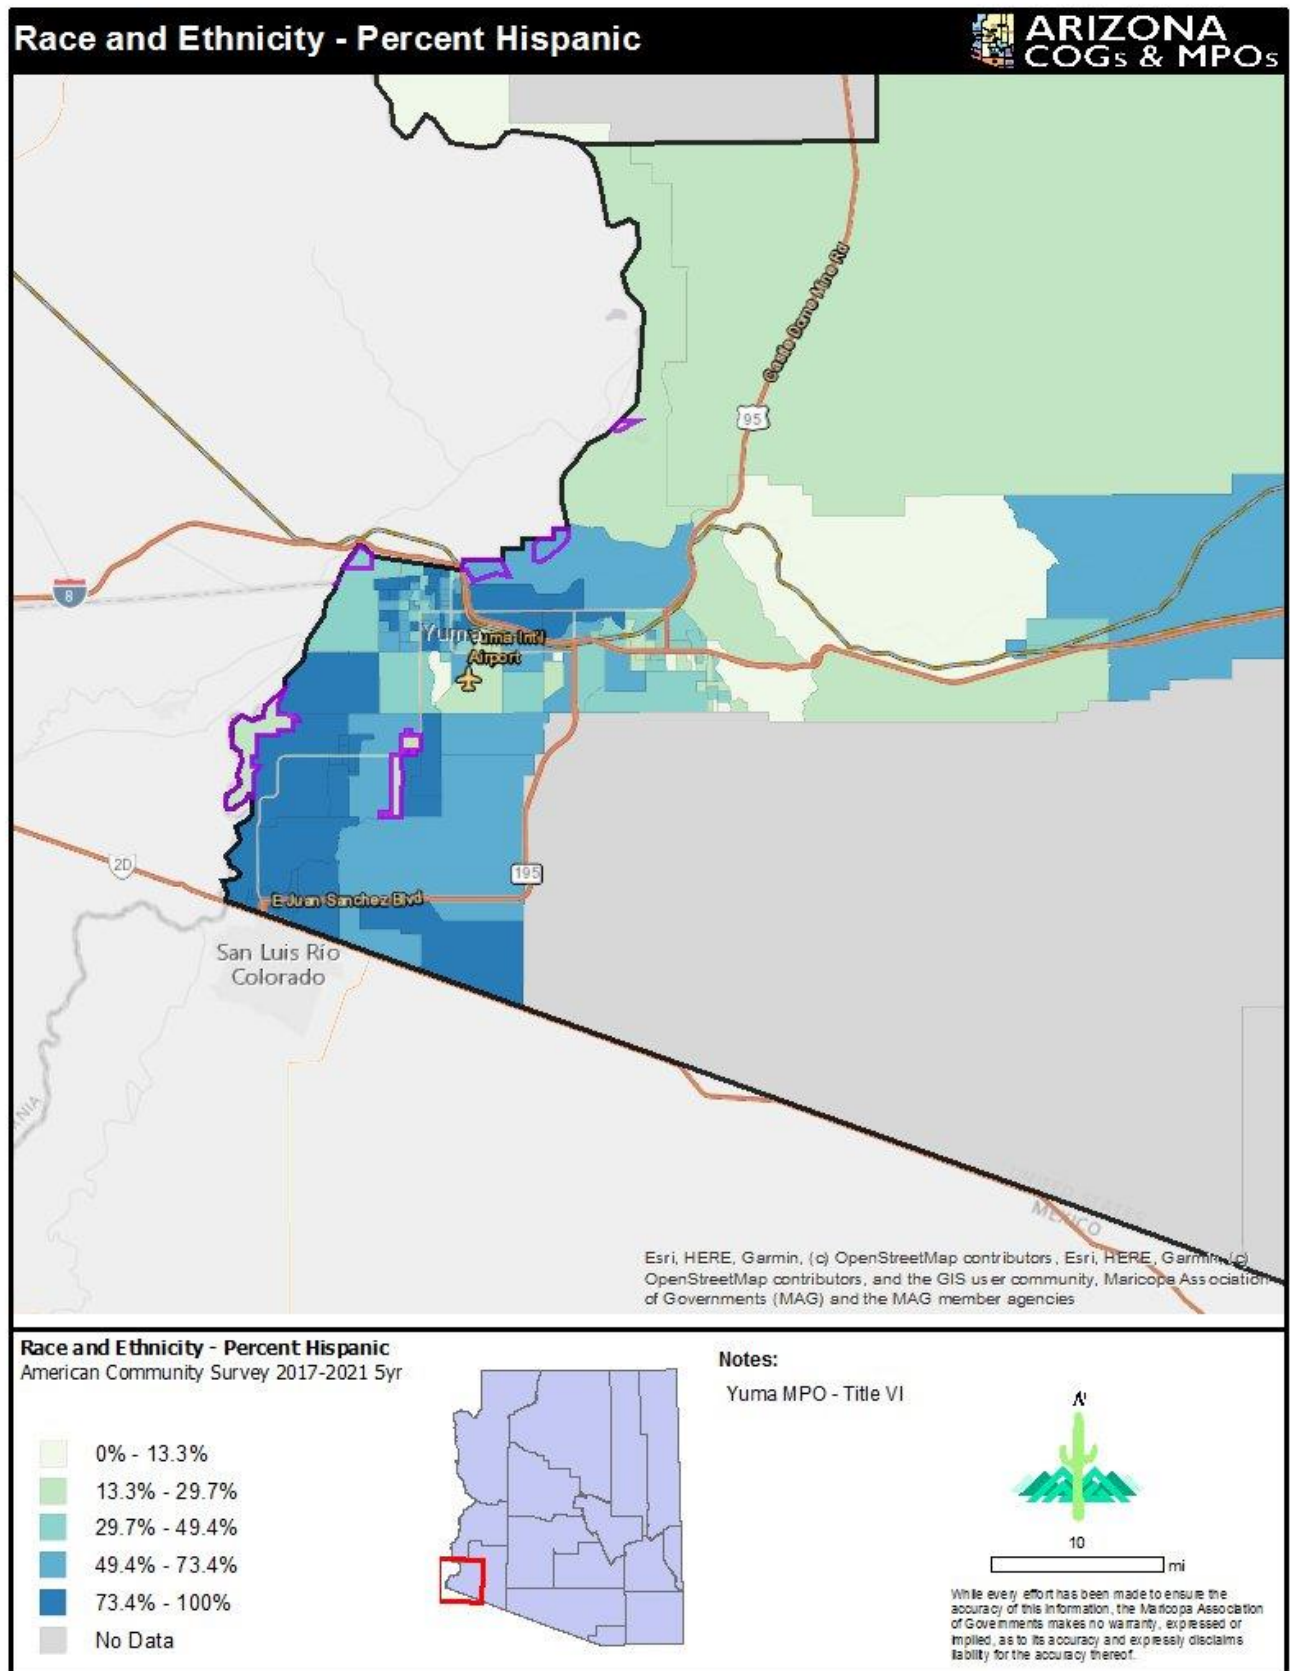 Race and Ethnicity - Percent Hispanic
ARIZONA
COGs & MPOs
Castle Dome Mine Rd
95
8
Yuma
Yuma Int'l
Airport
2D
195
E Juan Sanchez Blvd
San Luis Río
Colorado
UNITED STATES
MEXICO
Esri, HERE, Garmin, (c) OpenStreetMap contributors, Esri, HERE, Garmin, (c)
OpenStreetMap contributors, and the GIS user community, Maricopa Association
of Governments (MAG) and the MAG member agencies
Race and Ethnicity - Percent Hispanic
American Community Survey 2017-2021 5yr
0% - 13.3%
13.3% - 29.7%
29.7% - 49.4%
49.4% - 73.4%
73.4% - 100%
No Data
Notes:
Yuma MPO - Title VI
N
10
mi
While every effort has been made to ensure the
accuracy of this information, the Maricopa Association
of Governments makes no warranty, expressed or
implied, as to its accuracy and expressly disclaims
liability for the accuracy thereof.